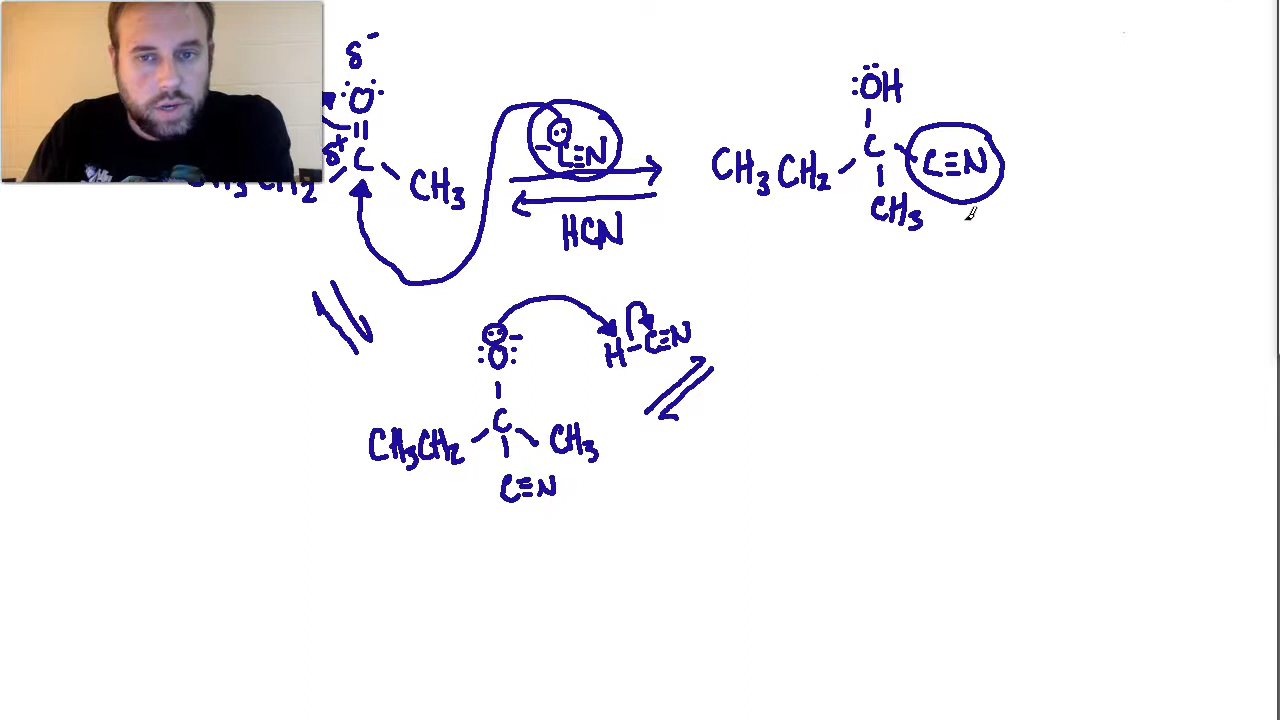 δ⁻
:Ö:
δ⁺ C
CH₃
⁻:C≡N
HCN
:ÖH
CH₃CH₂ C C≡N
CH₃
:Ö:⁻ H-C≡N
CH₃CH₂ C CH₃
C≡N